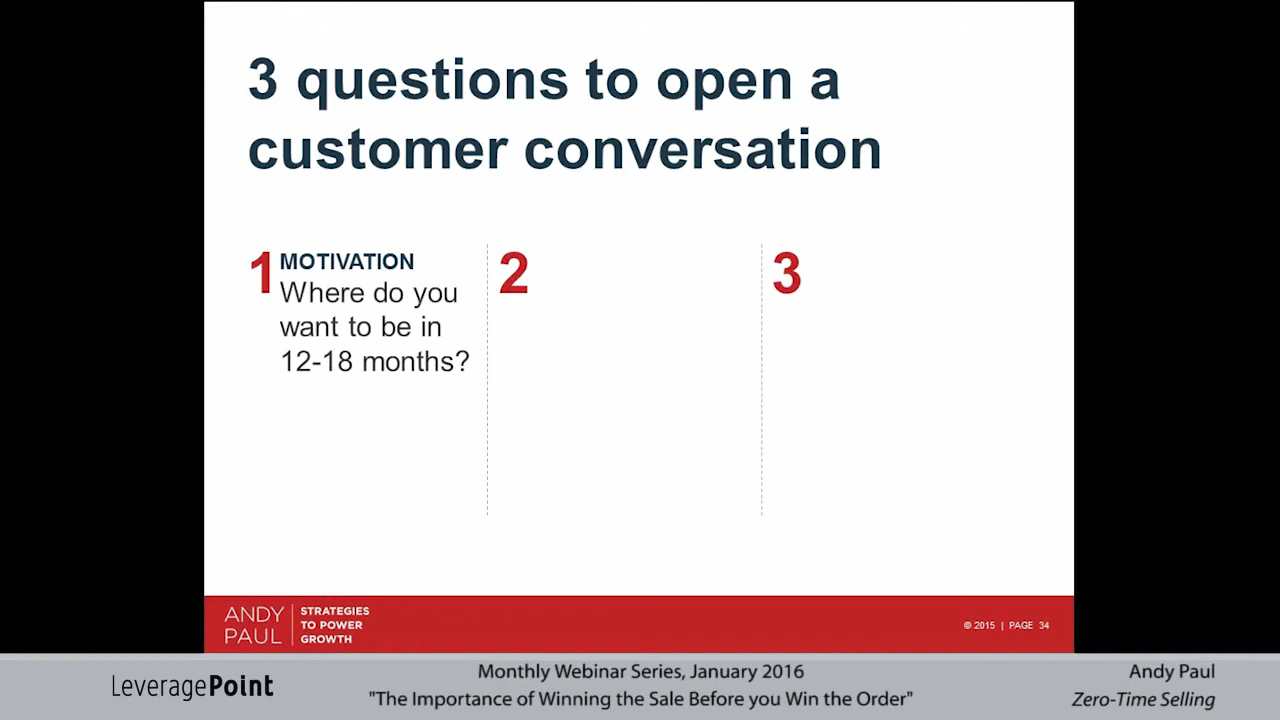 3 questions to open a
customer conversation
1 MOTIVATION
Where do you
want to be in
12-18 months?
2
3
ANDY PAUL
STRATEGIES
TO POWER
GROWTH
© 2015 | PAGE 34
LeveragePoint
Monthly Webinar Series, January 2016
"The Importance of Winning the Sale Before you Win the Order"
Andy Paul
Zero-Time Selling